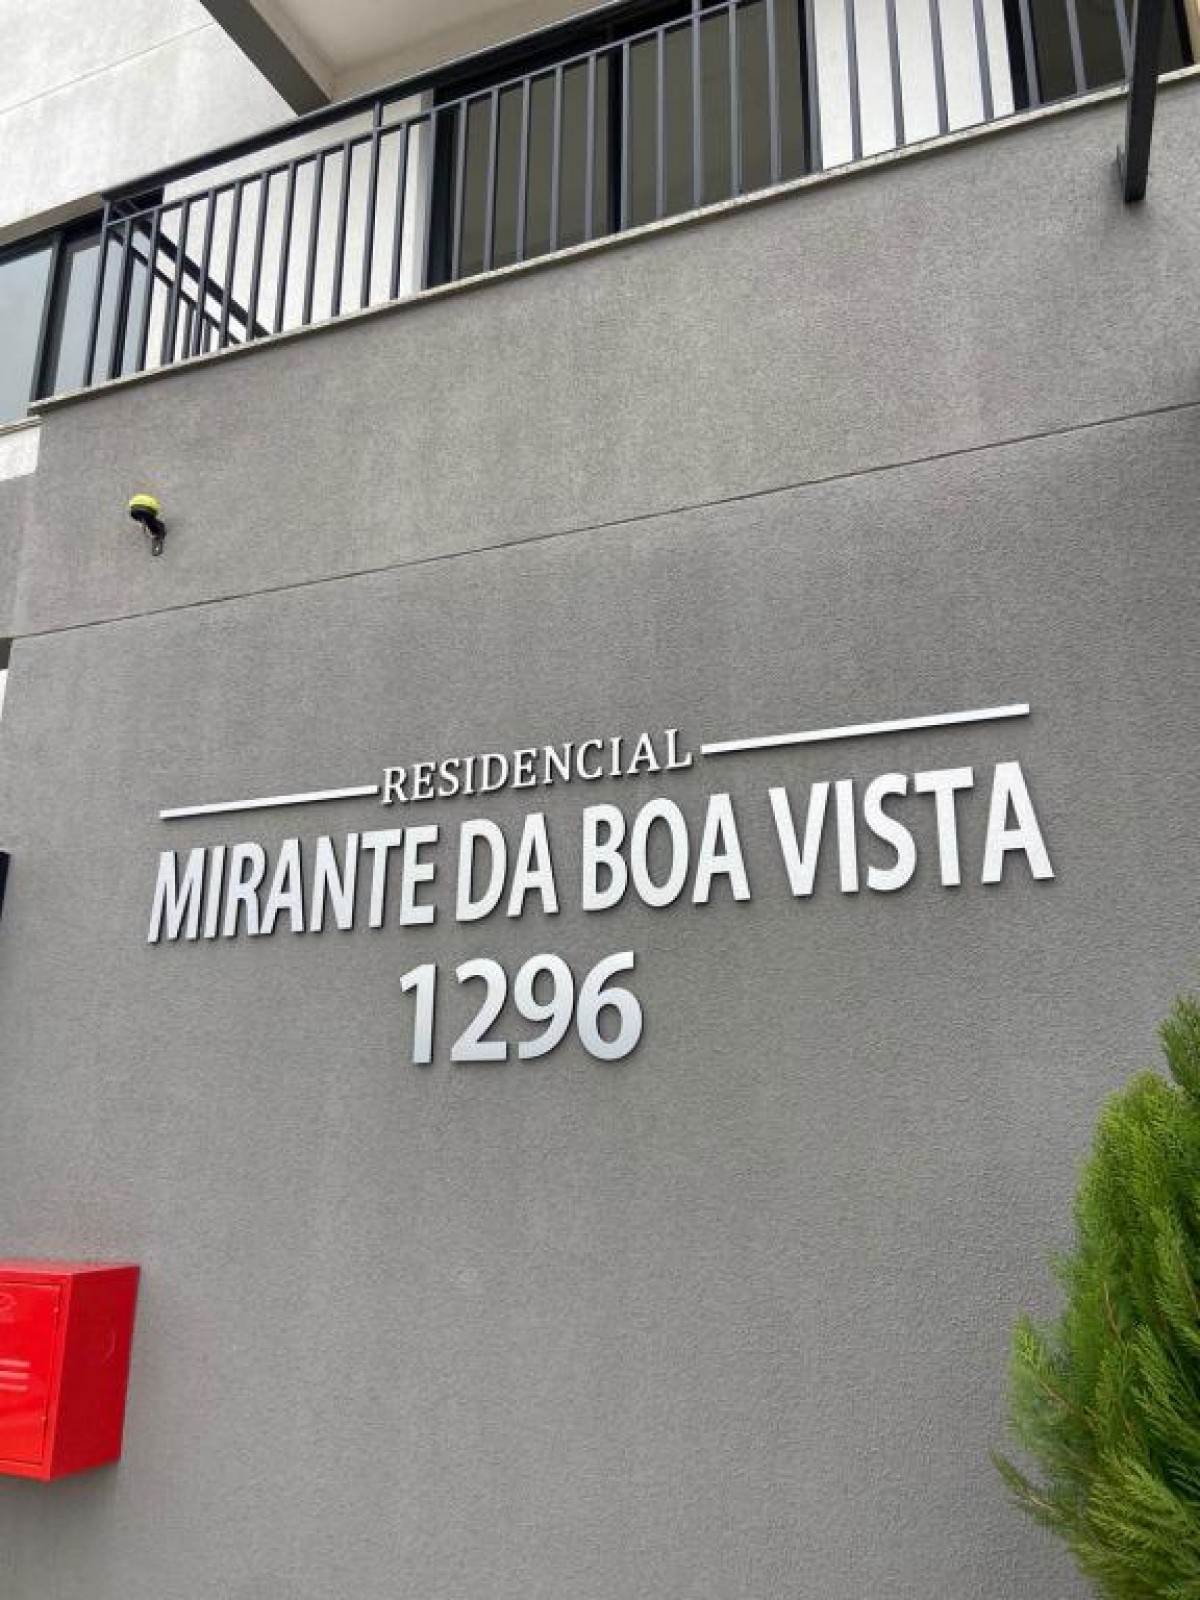 RESIDENCIAL
MIRANTE DA BOA VISTA
1296